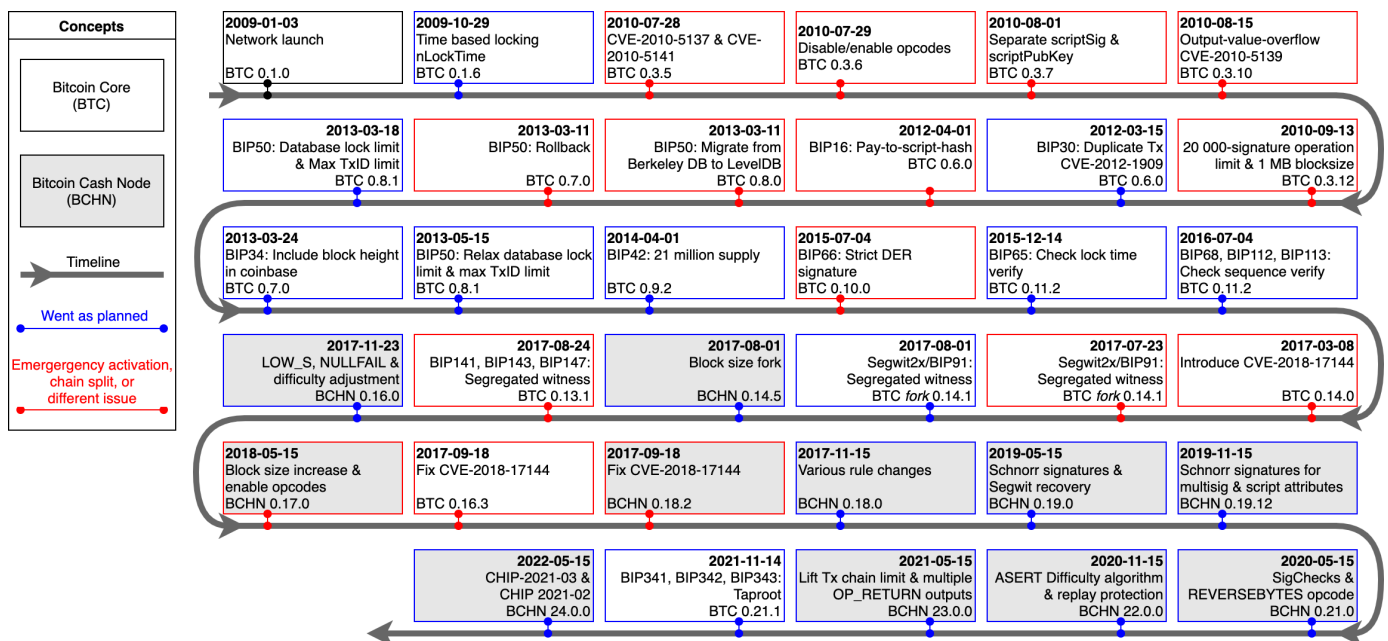 Concepts
Bitcoin Core
(BTC)
Bitcoin Cash Node
(BCHN)
Timeline
Went as planned
Emergergency activation,
chain split, or
different issue
2009-01-03
Network launch
BTC 0.1.0
2009-10-29
Time based locking
nLockTime
BTC 0.1.6
2010-07-28
CVE-2010-5137 & CVE-
2010-5141
BTC 0.3.5
2010-07-29
Disable/enable opcodes
BTC 0.3.6
2010-08-01
Separate scriptSig &
scriptPubKey
BTC 0.3.7
2010-08-15
Output-value-overflow
CVE-2010-5139
BTC 0.3.10
2013-03-18
BIP50: Database lock limit
& Max TxID limit
BTC 0.8.1
2013-03-11
BIP50: Rollback
BTC 0.7.0
2013-03-11
BIP50: Migrate from
Berkeley DB to LevelDB
BTC 0.8.0
2012-04-01
BIP16: Pay-to-script-hash
BTC 0.6.0
2012-03-15
BIP30: Duplicate Tx
CVE-2012-1909
BTC 0.6.0
2010-09-13
20 000-signature operation
limit & 1 MB blocksize
BTC 0.3.12
2013-03-24
BIP34: Include block height
in coinbase
BTC 0.7.0
2013-05-15
BIP50: Relax database lock
limit & max TxID limit
BTC 0.8.1
2014-04-01
BIP42: 21 million supply
BTC 0.9.2
2015-07-04
BIP66: Strict DER
signature
BTC 0.10.0
2015-12-14
BIP65: Check lock time
verify
BTC 0.11.2
2016-07-04
BIP68, BIP112, BIP113:
Check sequence verify
BTC 0.11.2
2017-11-23
LOW_S, NULLFAIL &
difficulty adjustment
BCHN 0.16.0
2017-08-24
BIP141, BIP143, BIP147:
Segregated witness
BTC 0.13.1
2017-08-01
Block size fork
BCHN 0.14.5
2017-08-01
Segwit2x/BIP91:
Segregated witness
BTC fork 0.14.1
2017-07-23
Segwit2x/BIP91:
Segregated witness
BTC fork 0.14.1
2017-03-08
Introduce CVE-2018-17144
BTC 0.14.0
2018-05-15
Block size increase &
enable opcodes
BCHN 0.17.0
2017-09-18
Fix CVE-2018-17144
BTC 0.16.3
2017-09-18
Fix CVE-2018-17144
BCHN 0.18.2
2017-11-15
Various rule changes
BCHN 0.18.0
2019-05-15
Schnorr signatures &
Segwit recovery
BCHN 0.19.0
2019-11-15
Schnorr signatures for
multisig & script attributes
BCHN 0.19.12
2022-05-15
CHIP-2021-03 &
CHIP 2021-02
BCHN 24.0.0
2021-11-14
BIP341, BIP342, BIP343:
Taproot
BTC 0.21.1
2021-05-15
Lift Tx chain limit & multiple
OP_RETURN outputs
BCHN 23.0.0
2020-11-15
ASERT Difficulty algorithm
& replay protection
BCHN 22.0.0
2020-05-15
SigChecks &
REVERSEBYTES opcode
BCHN 0.21.0